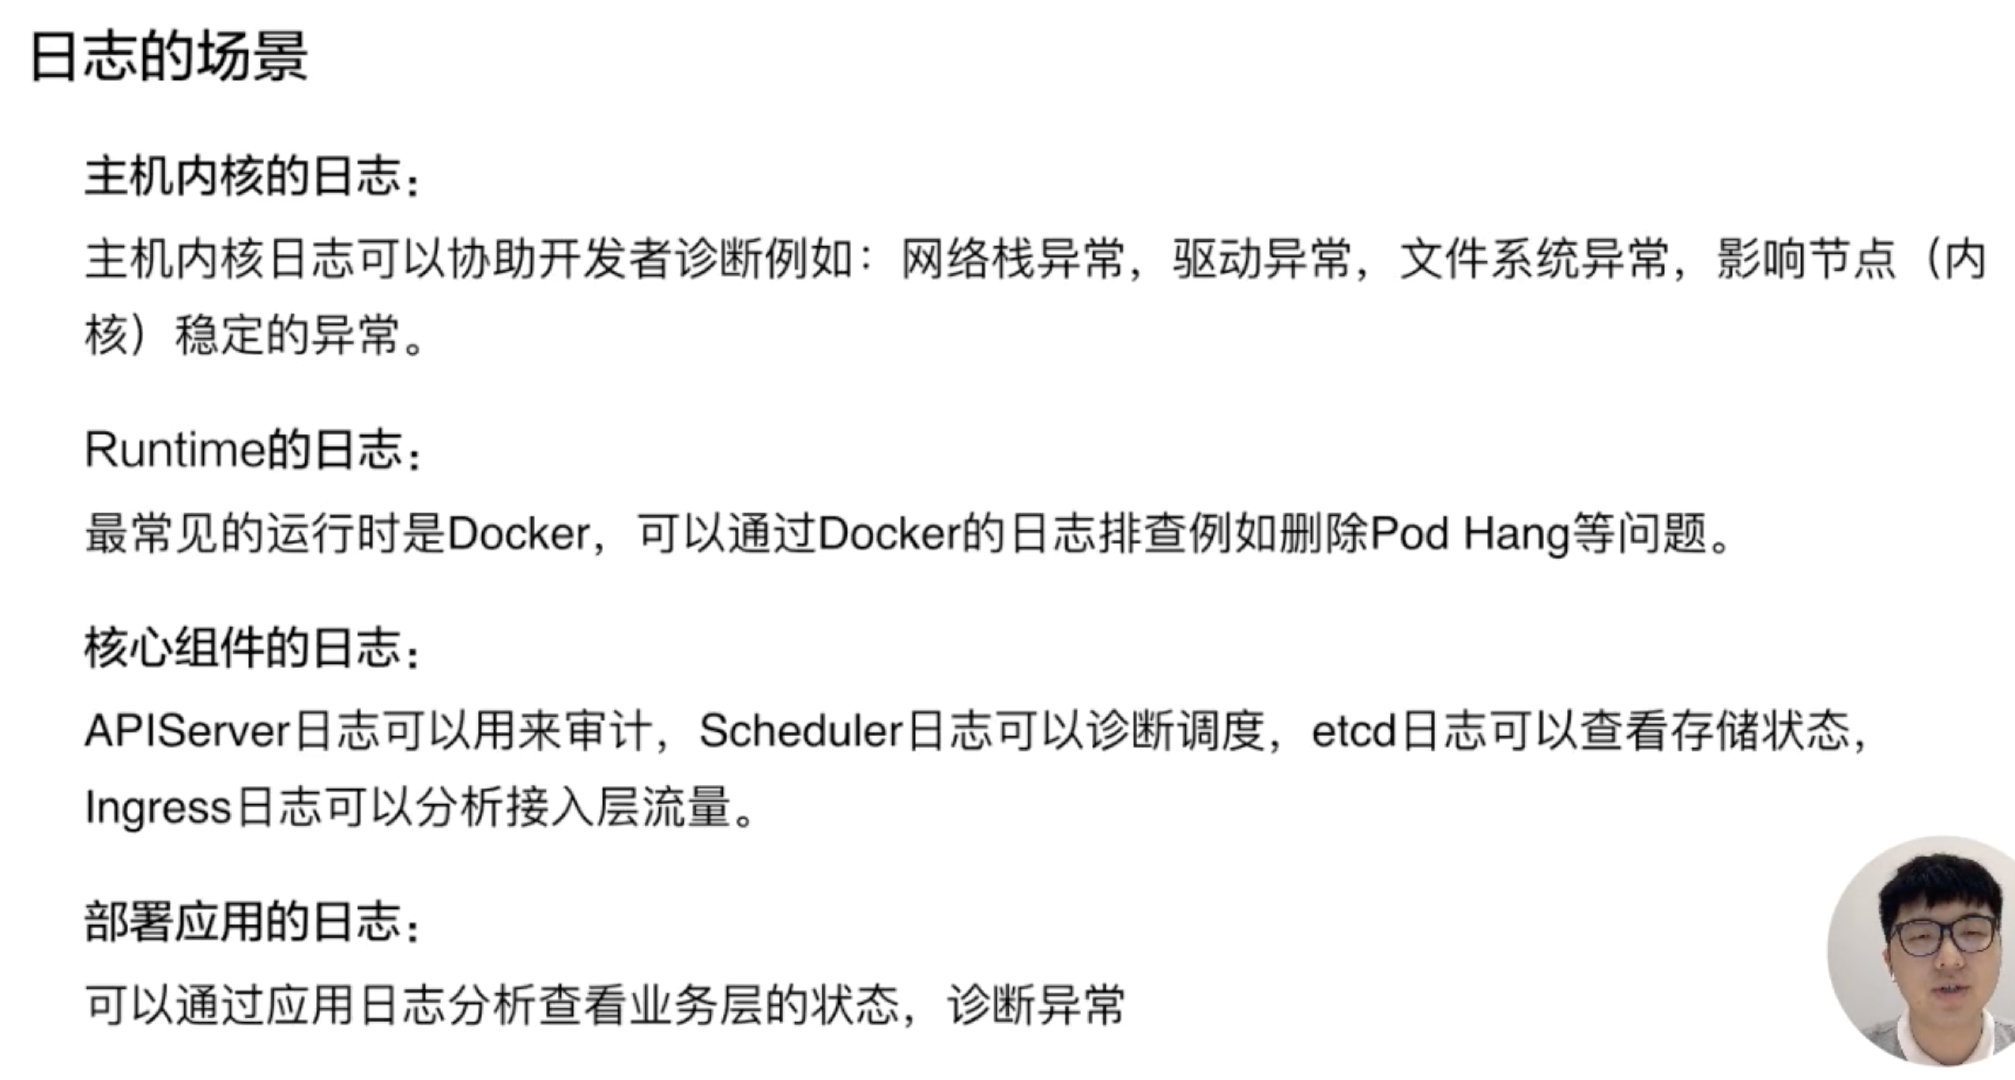 日志的场景
主机内核的日志：
主机内核日志可以协助开发者诊断例如：网络栈异常，驱动异常，文件系统异常，影响节点（内
核）稳定的异常。
Runtime的日志：
最常见的运行时是Docker，可以通过Docker的日志排查例如删除Pod Hang等问题。
核心组件的日志：
APIServer日志可以用来审计，Scheduler日志可以诊断调度，etcd日志可以查看存储状态，
Ingress日志可以分析接入层流量。
部署应用的日志：
可以通过应用日志分析查看业务层的状态，诊断异常